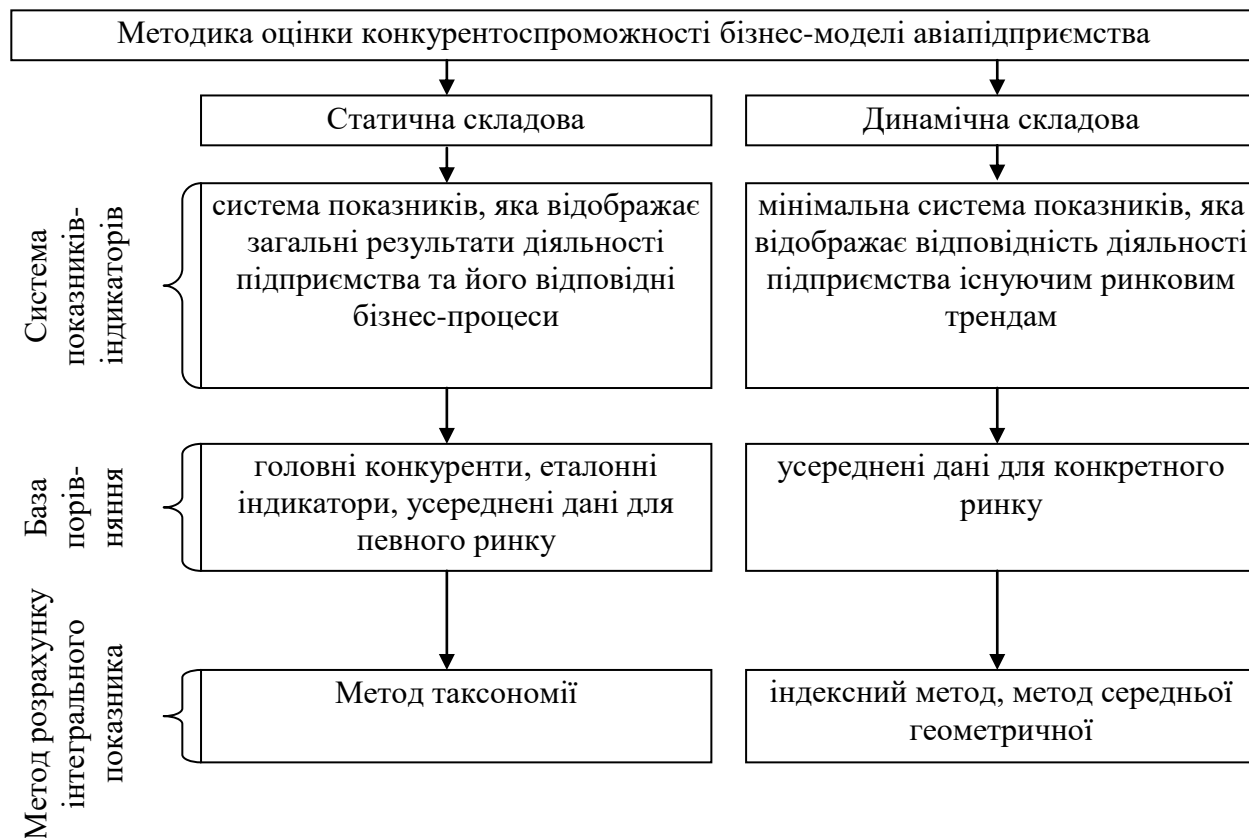 Методика оцінки конкурентоспроможності бізнес-моделі авіапідприємства
Статична складова
Динамічна складова
Система
показників-
індикаторів
система показників, яка відображає
загальні результати діяльності
підприємства та його відповідні
бізнес-процеси
мінімальна система показників, яка
відображає відповідність діяльності
підприємства існуючим ринковим
трендам
База
порів-
няння
головні конкуренти, еталонні
індикатори, усереднені дані для
певного ринку
усереднені дані для конкретного
ринку
Метод розрахунку
інтегрального
показника
Метод таксономії
індексний метод, метод середньої
геометричної